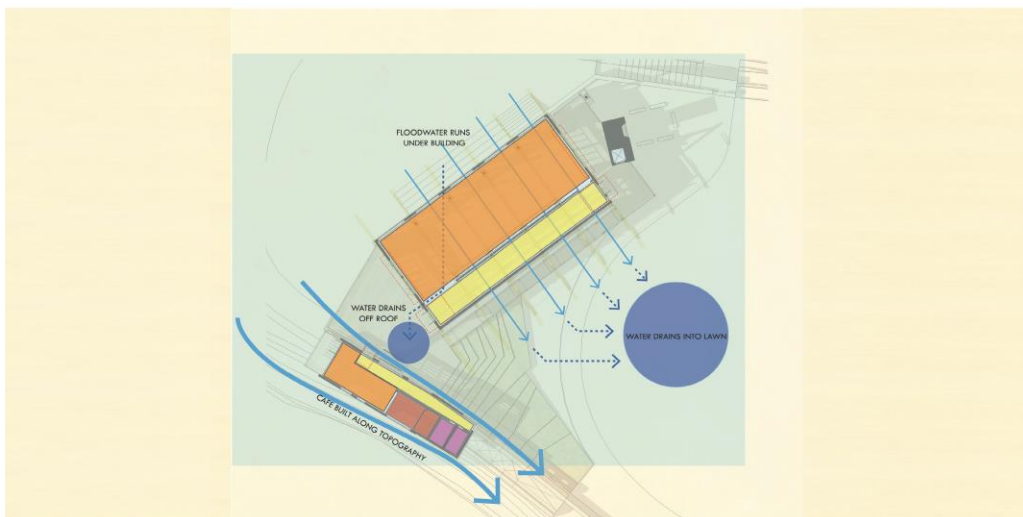 FLOODWATER RUNS
UNDER BUILDING
WATER DRAINS
OFF ROOF
WATER DRAINS INTO LAWN
CAFE BUILT ALONG TOPOGRAPHY